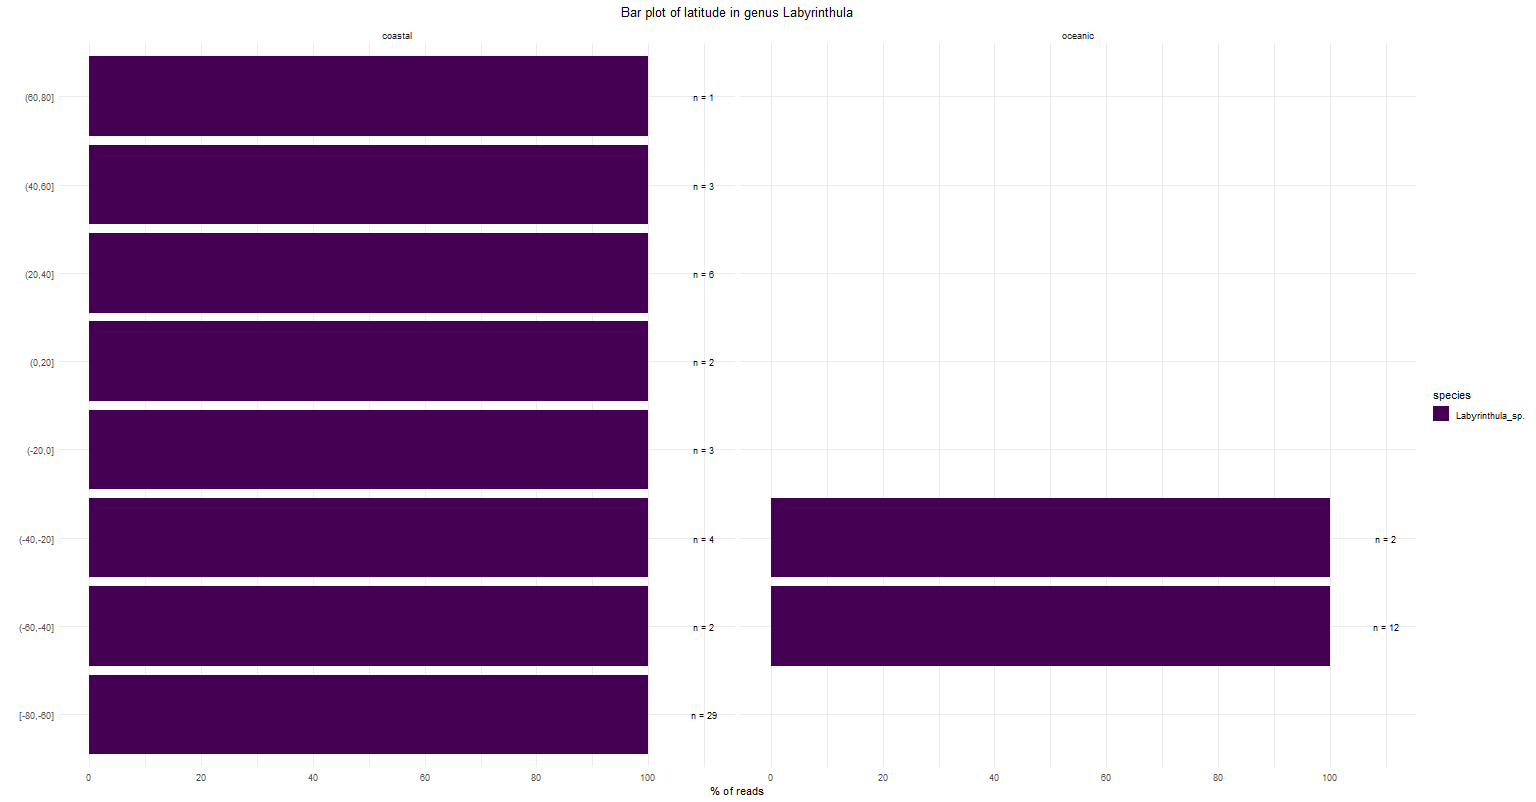 Bar plot of latitude in genus Labyrinthula
coastal
oceanic
(60,80]
n = 1
(40,60]
n = 3
(20,40]
n = 6
(0,20]
n = 2
(-20,0]
n = 3
(-40,-20]
n = 4
n = 2
(-60,-40]
n = 2
n = 12
[-80,-60]
n = 29
0 20 40 60 80 100
0 20 40 60 80 100
% of reads
species
Labyrinthula_sp.